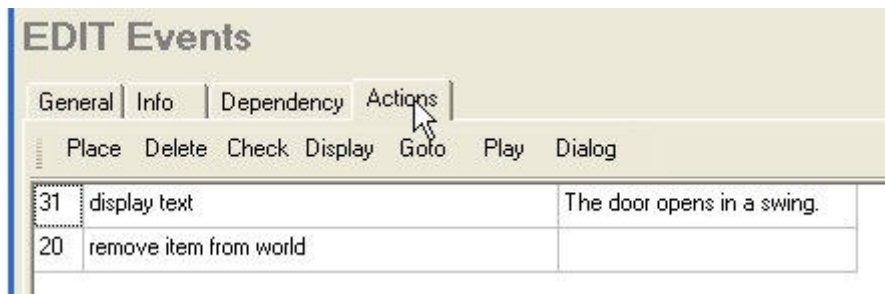 EDIT Events
General Info Dependency Actions
Place Delete Check Display Goto Play Dialog
31 display text The door opens in a swing.
20 remove item from world